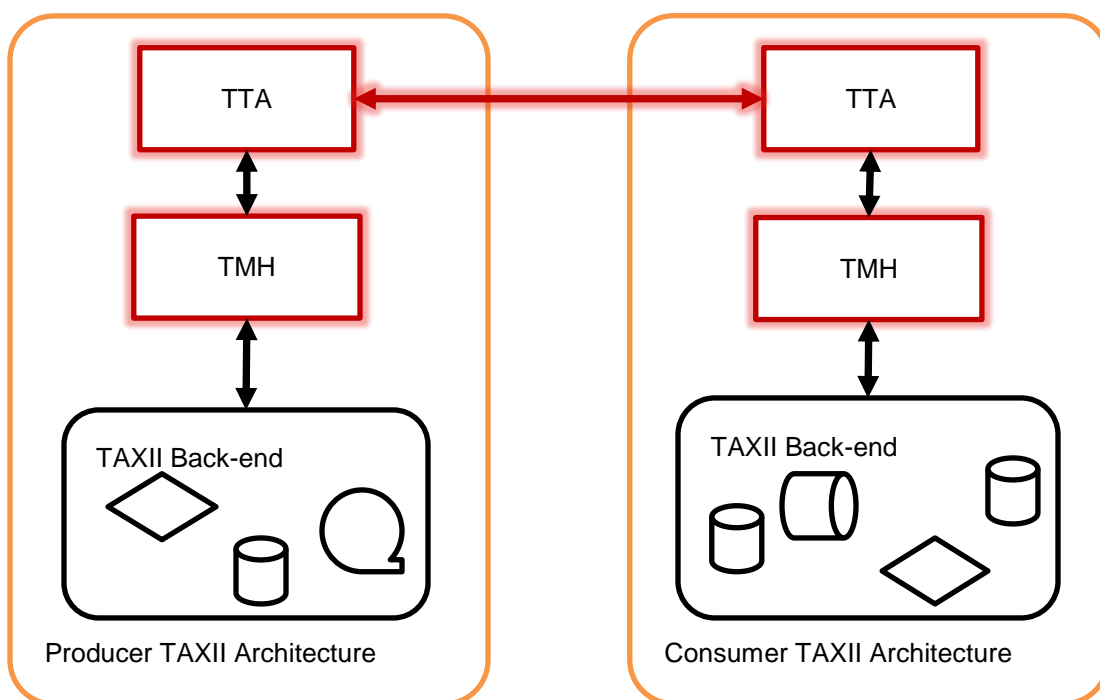 TTA
TTA
TMH
TMH
TAXII Back-end
TAXII Back-end
Producer TAXII Architecture
Consumer TAXII Architecture